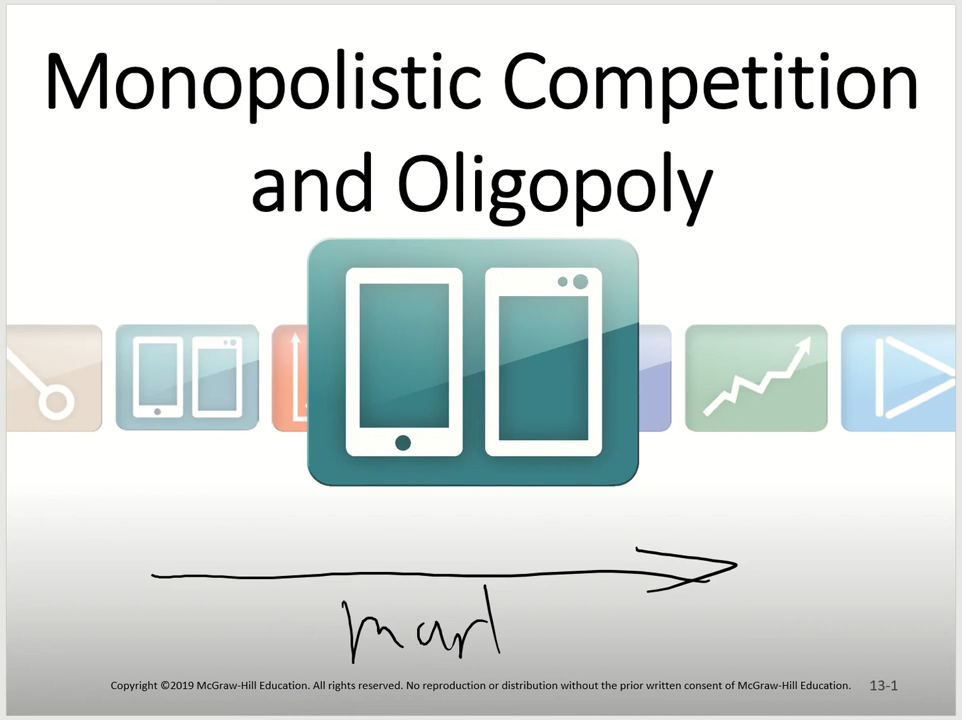 Monopolistic Competition
and Oligopoly
Copyright ©2019 McGraw-Hill Education. All rights reserved. No reproduction or distribution without the prior written consent of McGraw-Hill Education. 13-1